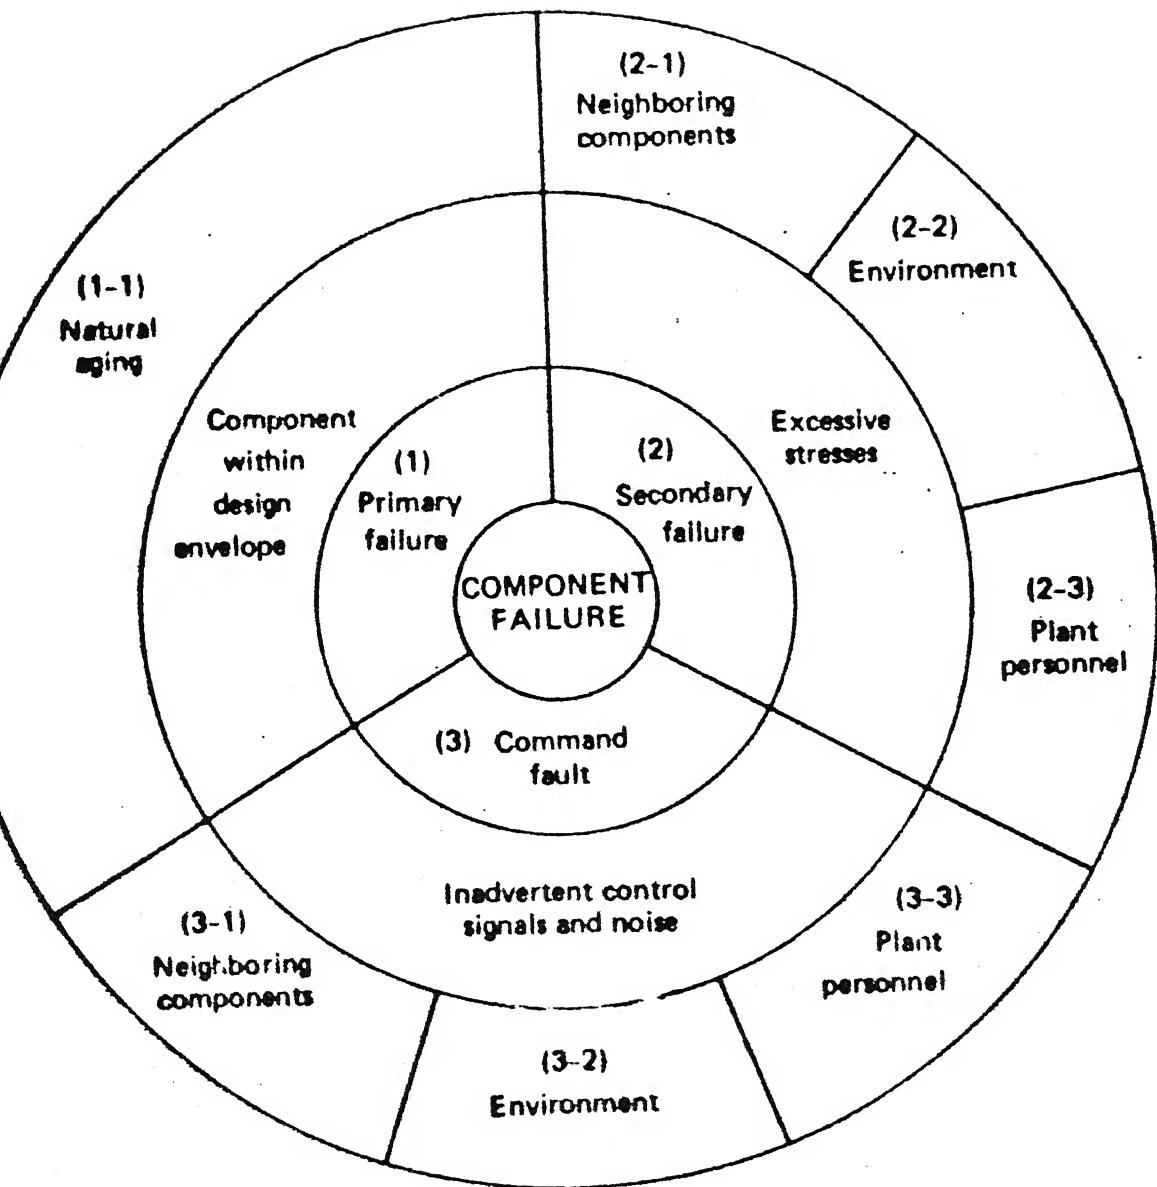 (2-1)
Neighboring
components
(2-2)
Environment
(1-1)
Natural
aging
Component
within
design
envelope
(1)
Primary
failure
(2)
Secondary
failure
Excessive
stresses
COMPONENT
FAILURE
(2-3)
Plant
personnel
(3) Command
fault
Inadvertent control
signals and noise
(3-1)
Neighboring
components
(3-2)
Environment
(3-3)
Plant
personnel